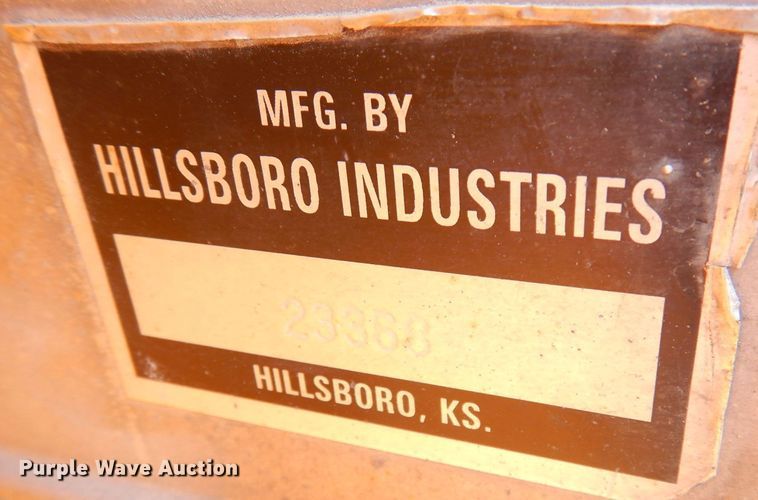 MFG. BY
HILLSBORO INDUSTRIES
HILLSBORO, KS.
Purple Wave Auction